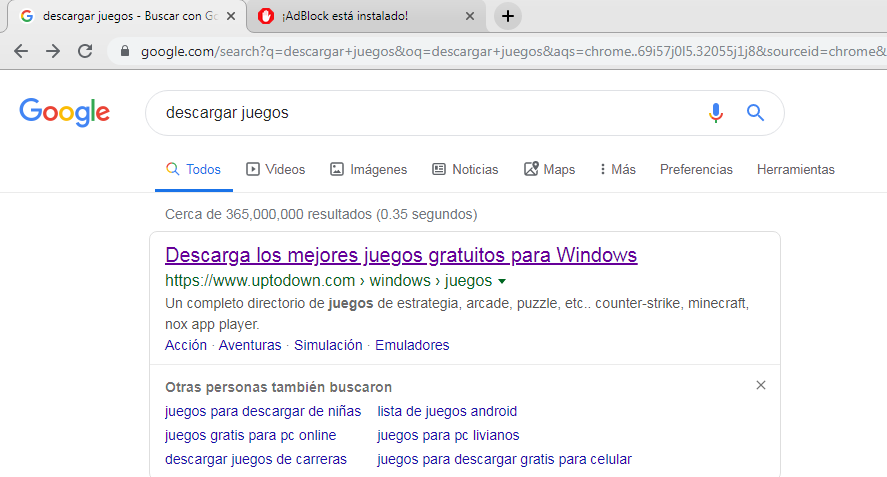 descargar juegos - Buscar con Go
¡AdBlock está instalado!
google.com/search?q=descargar+juegos&oq=descargar+juegos&aqs=chrome..69i57j0l5.32055j1j8&sourceid=chrome&
Google
descargar juegos
Todos Videos Imágenes Noticias Maps Más Preferencias Herramientas
Cerca de 365,000,000 resultados (0.35 segundos)
Descarga los mejores juegos gratuitos para Windows
https://www.uptodown.com › windows › juegos
Un completo directorio de juegos de estrategia, arcade, puzzle, etc.. counter-strike, minecraft,
nox app player.
Acción · Aventuras · Simulación · Emuladores
Otras personas también buscaron
juegos para descargar de niñas lista de juegos android
juegos gratis para pc online juegos para pc livianos
descargar juegos de carreras juegos para descargar gratis para celular